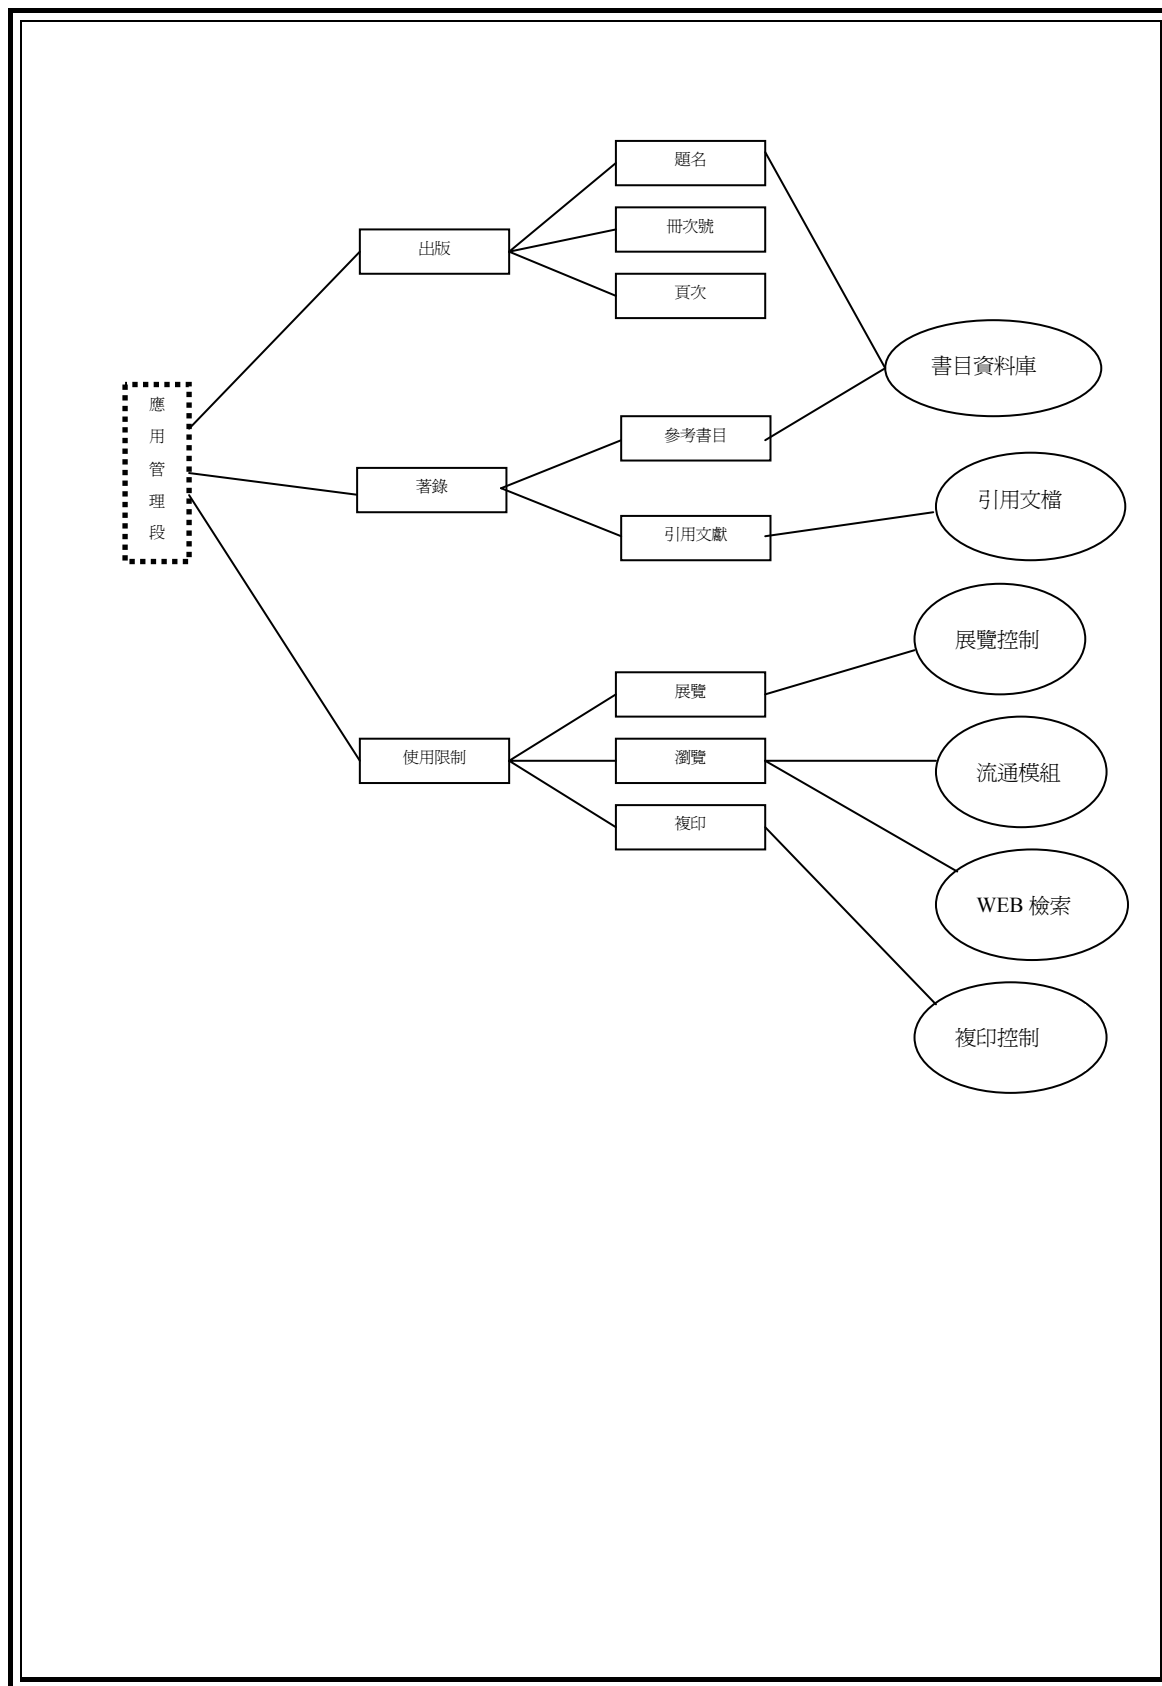 題名
冊次號
出版
頁次
書目資料庫
應
用
管
理
段
參考書目
著錄
引用文檔
引用文獻
展覽控制
展覽
使用限制
瀏覽
流通模組
複印
WEB 檢索
複印控制